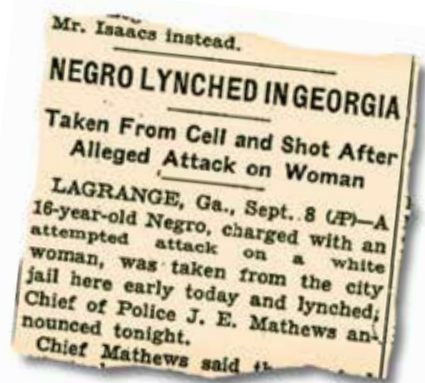 Mr. Isaacs instead.
NEGRO LYNCHED IN GEORGIA
Taken From Cell and Shot After
Alleged Attack on Woman
LAGRANGE, Ga., Sept. 8 (AP)—A
16-year-old Negro, charged with an
attempted attack on a white
woman, was taken from the city
jail here early today and lynched,
Chief of Police J. E. Mathews an-
nounced tonight.
Chief Mathews said